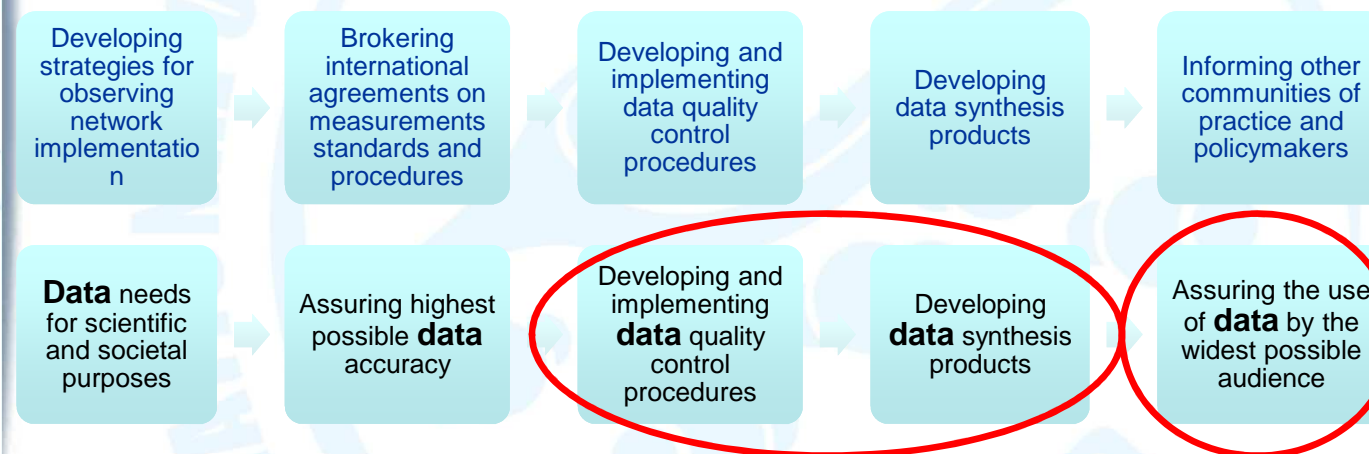 Developing
strategies for
observing
network
implementatio
n
Brokering
international
agreements on
measurements
standards and
procedures
Developing and
implementing
data quality
control
procedures
Developing
data synthesis
products
Informing other
communities of
practice and
policymakers
Data needs
for scientific
and societal
purposes
Assuring highest
possible data
accuracy
Developing and
implementing
data quality
control
procedures
Developing
data synthesis
products
Assuring the use
of data by the
widest possible
audience